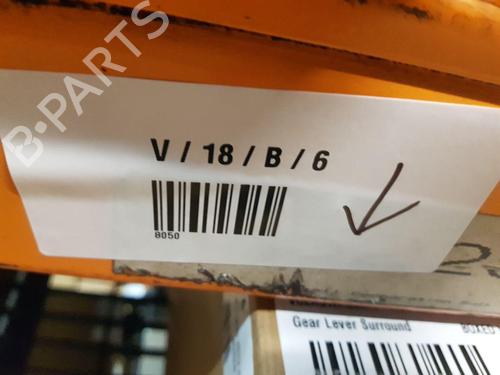 B-PARTS
V / 18 / B / 6
8050
Gear Lever Surround